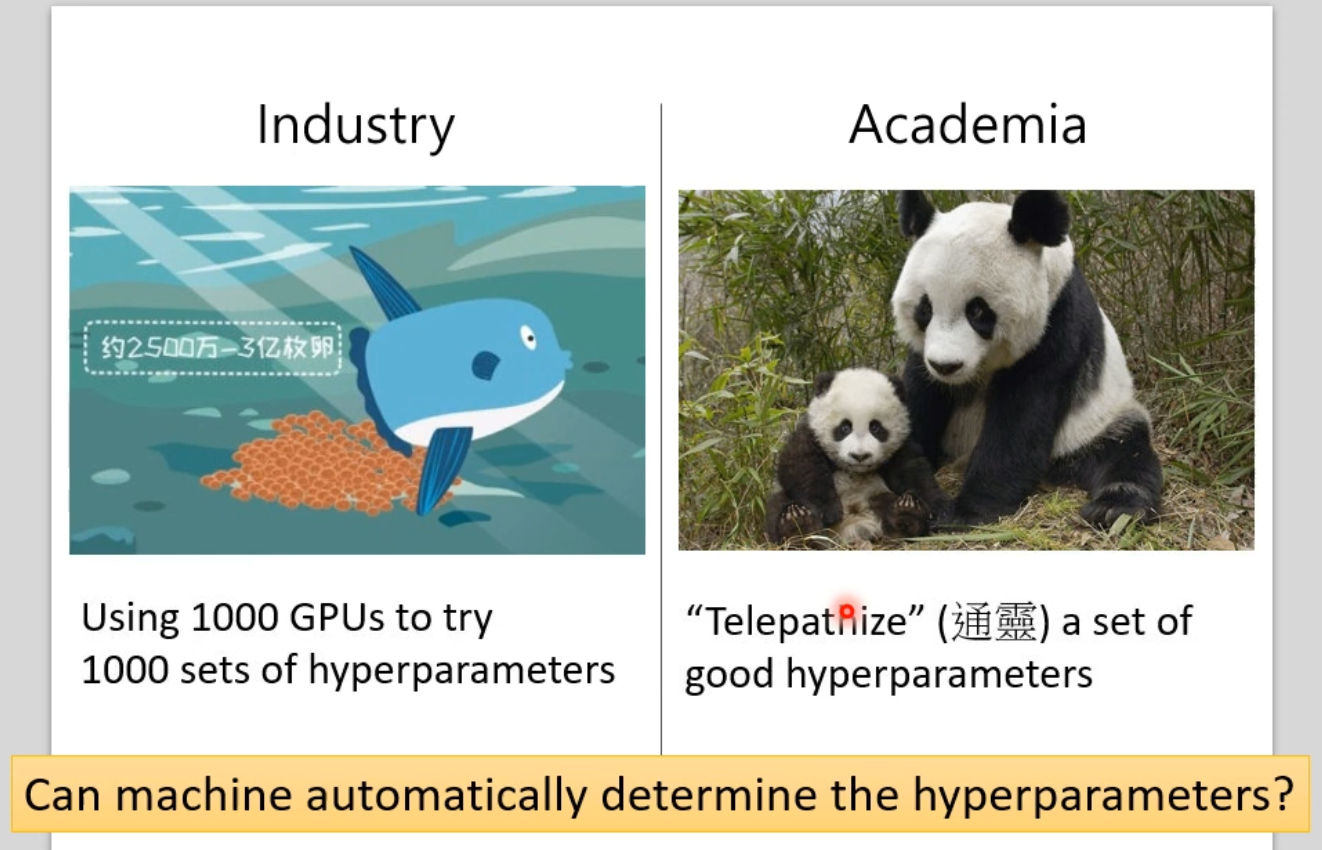 Industry
约2500万-3亿枚卵
Using 1000 GPUs to try
1000 sets of hyperparameters
Academia
“Telepathize” (通靈) a set of
good hyperparameters
Can machine automatically determine the hyperparameters?